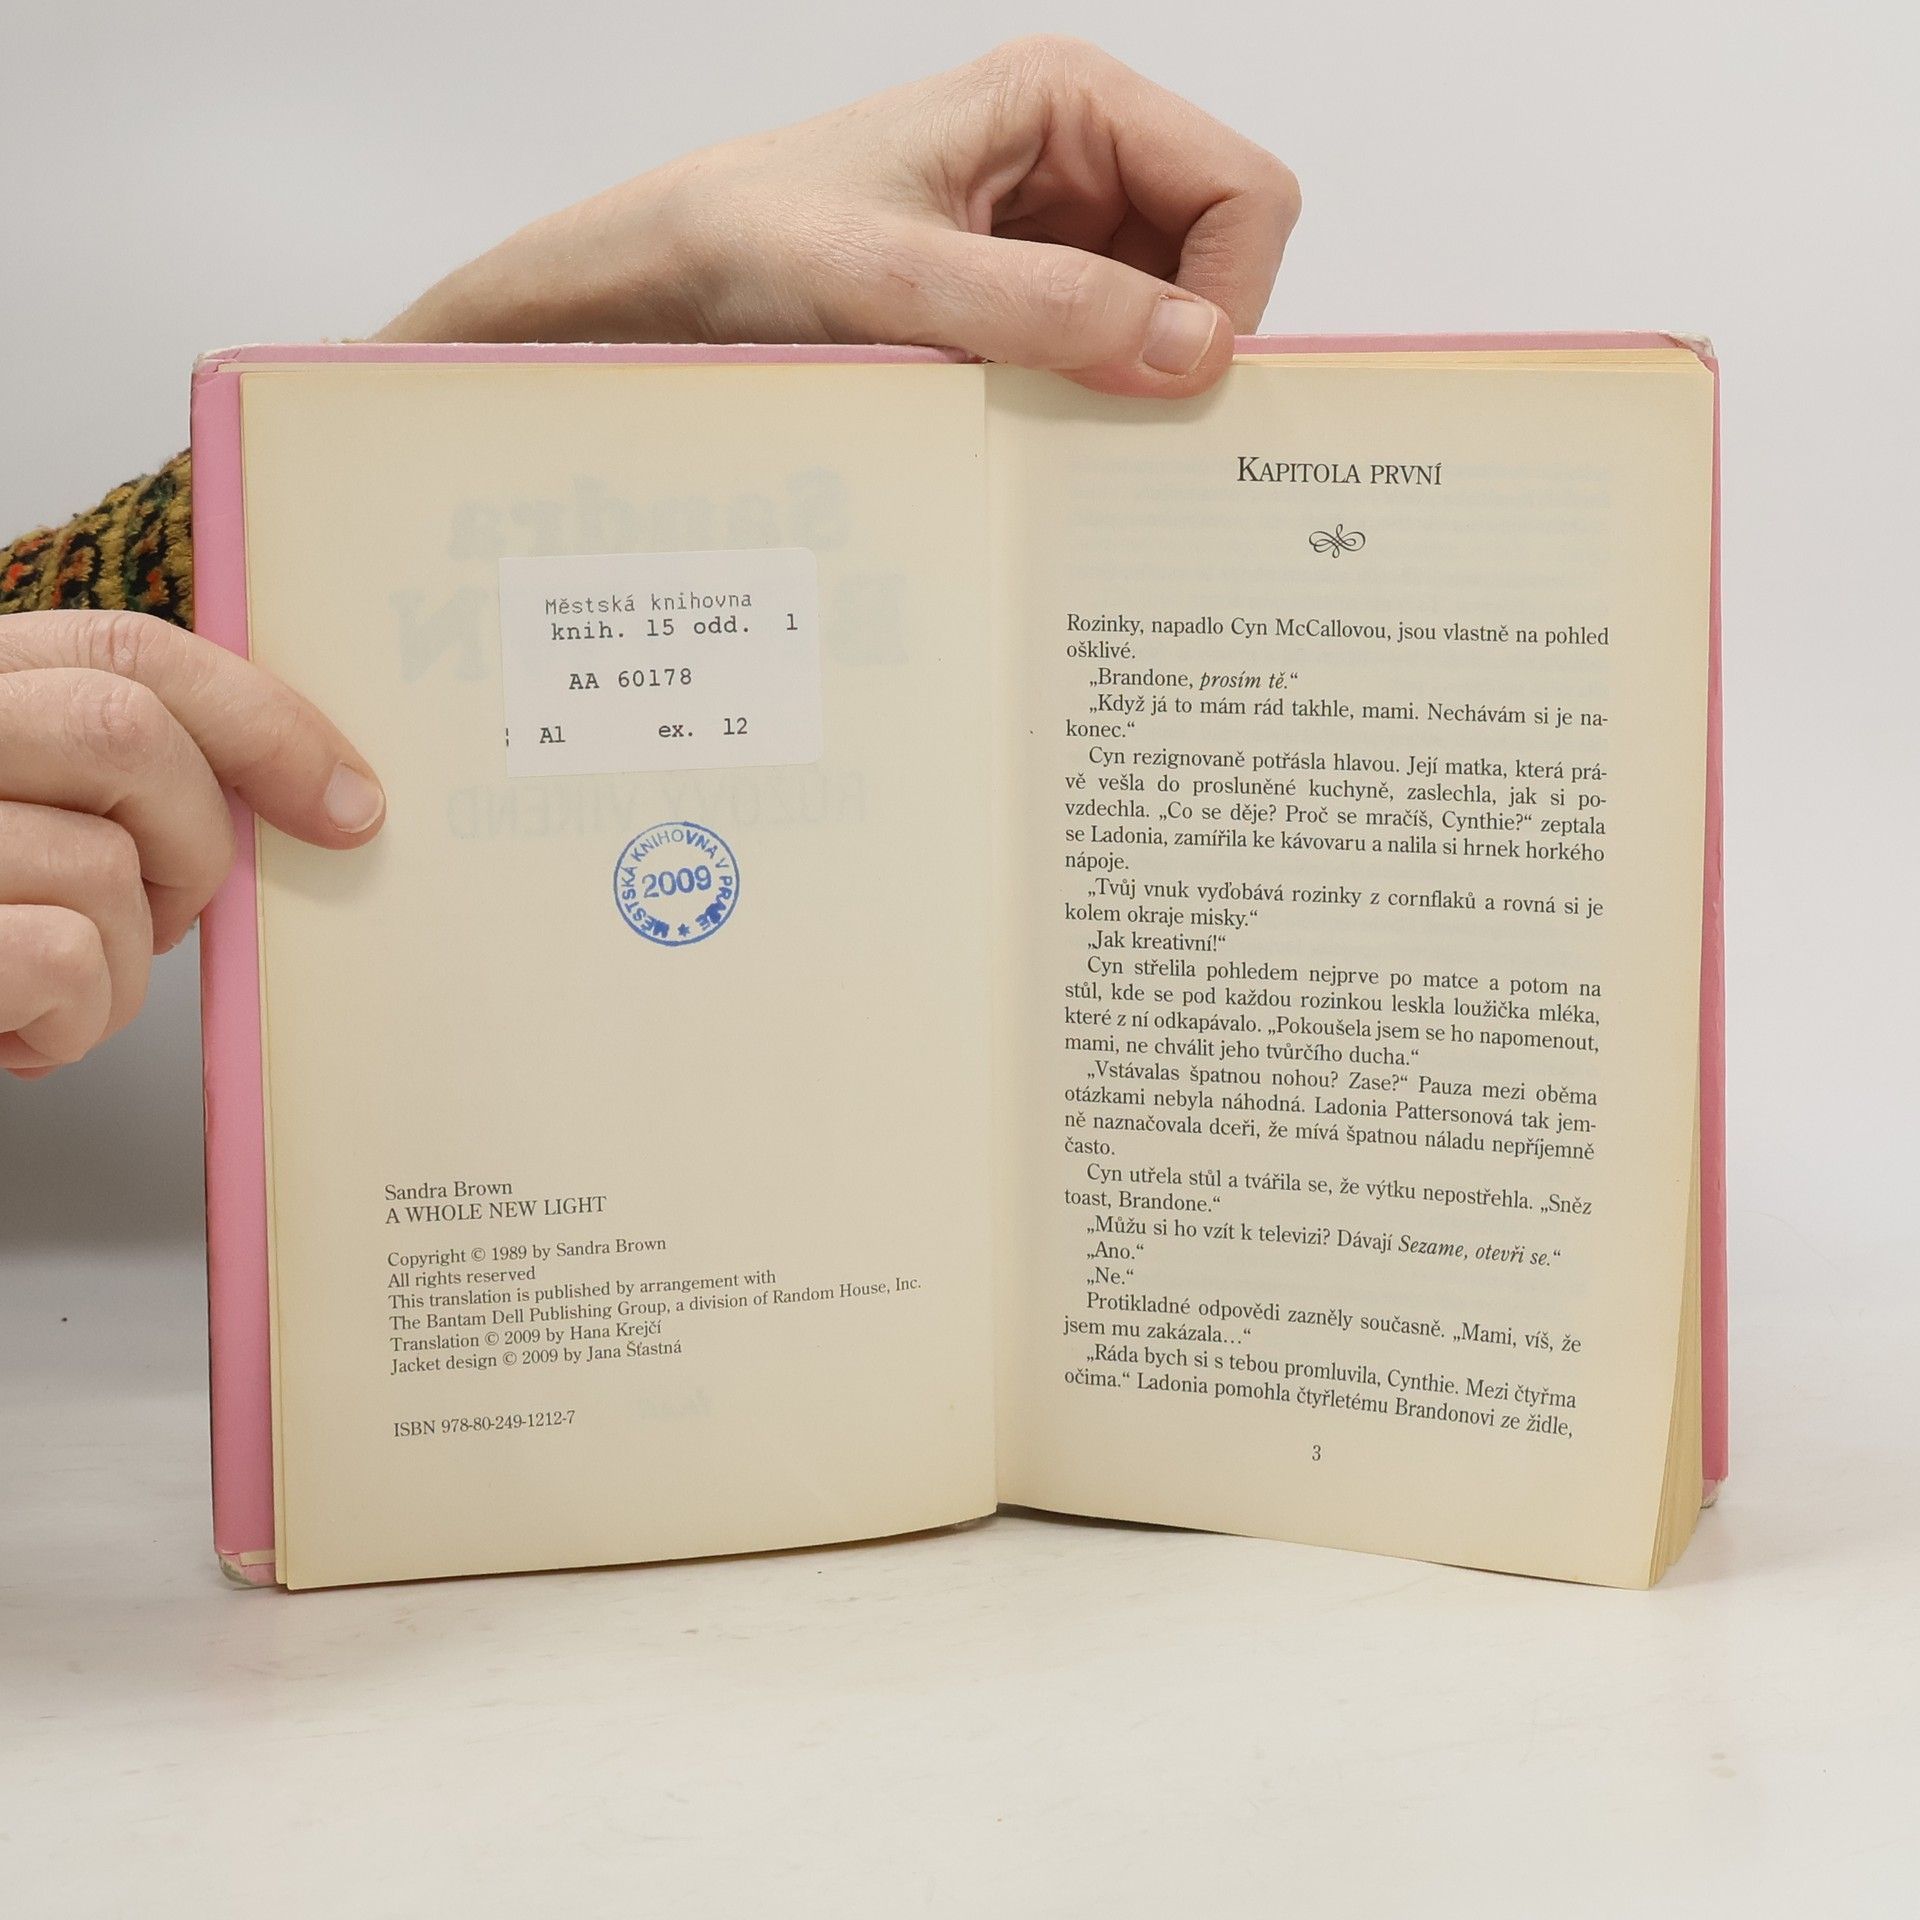 Městská knihovna
knih. 15 odd. 1
AA 60178
A1 ex. 12
MĚSTSKÁ KNIHOVNA V PRAZE
2009
Sandra Brown
A WHOLE NEW LIGHT
Copyright © 1989 by Sandra Brown
All rights reserved
This translation is published by arrangement with
The Bantam Dell Publishing Group, a division of Random House, Inc.
Translation © 2009 by Hana Krejčí
Jacket design © 2009 by Jana Šťastná
ISBN 978-80-249-1212-7
KAPITOLA PRVNÍ
Rozinky, napadlo Cyn McCallovou, jsou vlastně na pohled
ošklivé.
„Brandone, prosím tě.“
„Když já to mám rád takhle, mami. Nechávám si je na-
konec.“
Cyn rezignovaně potřásla hlavou. Její matka, která prá-
vě vešla do prosluněné kuchyně, zaslechla, jak si po-
vzdechla. „Co se děje? Proč se mračíš, Cynthie?“ zeptala
se Ladonia, zamířila ke kávovaru a nalila si hrnek horkého
nápoje.
„Tvůj vnuk vyďobává rozinky z cornflaků a rovná si je
kolem okraje misky.“
„Jak kreativní!“
Cyn střelila pohledem nejprve po matce a potom na
stůl, kde se pod každou rozinkou leskla loužička mléka,
které z ní odkapávalo. „Pokoušela jsem se ho napomenout,
mami, ne chválit jeho tvůrčího ducha.“
„Vstávalas špatnou nohou? Zase?“ Pauza mezi oběma
otázkami nebyla náhodná. Ladonia Pattersonová tak jem-
ně naznačovala dceři, že mívá špatnou náladu nepříjemně
často.
Cyn utřela stůl a tvářila se, že výtku nepostřehla. „Sněz
toast, Brandone.“
„Můžu si ho vzít k televizi? Dávají Sezame, otevři se.“
„Ano.“
„Ne.“
Protikladné odpovědi zazněly současně. „Mami, víš, že
jsem mu zakázala…“
„Ráda bych si s tebou promluvila, Cynthie. Mezi čtyřma
očima.“ Ladonia pomohla čtyřletému Brandonovi ze židle,
3